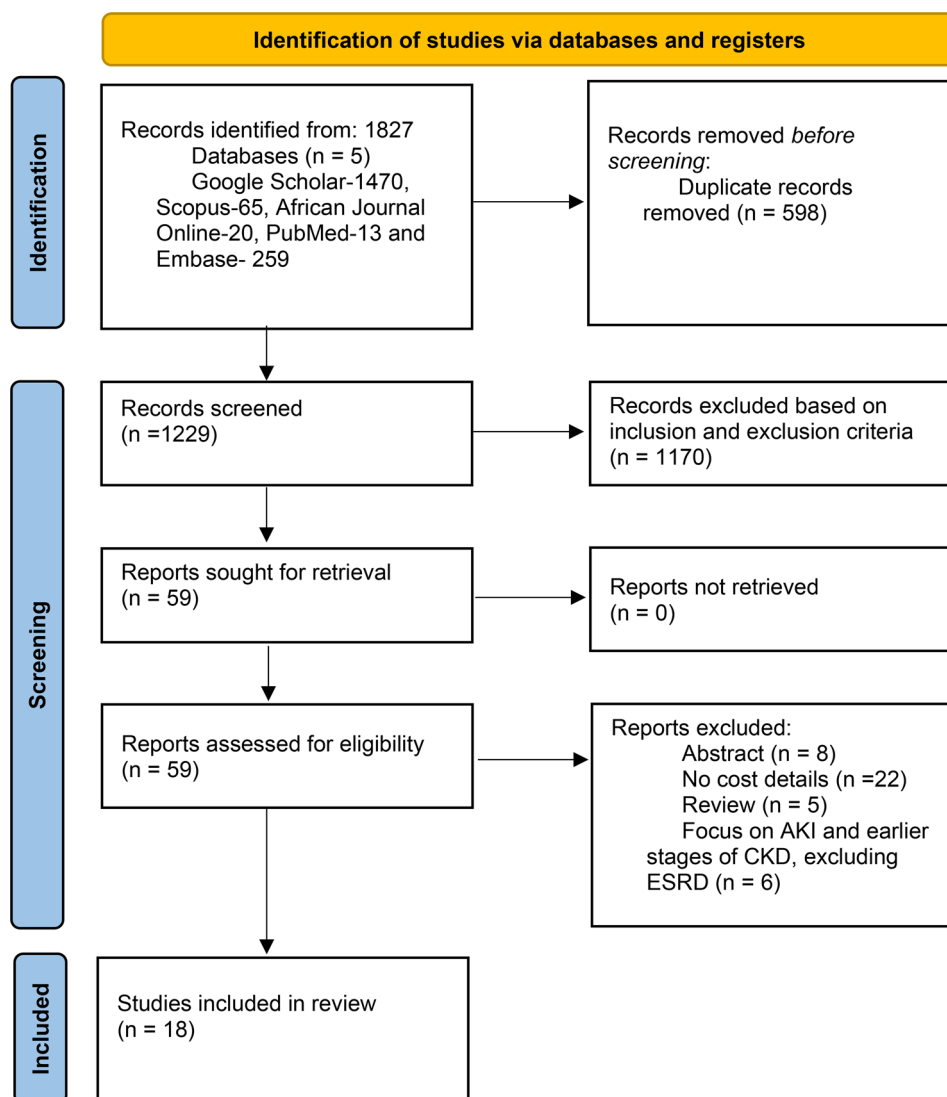 Identification of studies via databases and registers
Identification
Records identified from: 1827
Databases (n = 5)
Google Scholar-1470,
Scopus-65, African Journal
Online-20, PubMed-13 and
Embase- 259
Records removed before
screening:
Duplicate records
removed (n = 598)
Screening
Records screened
(n =1229)
Records excluded based on
inclusion and exclusion criteria
(n = 1170)
Reports sought for retrieval
(n = 59)
Reports not retrieved
(n = 0)
Reports assessed for eligibility
(n = 59)
Reports excluded:
Abstract (n = 8)
No cost details (n =22)
Review (n = 5)
Focus on AKI and earlier
stages of CKD, excluding
ESRD (n = 6)
Included
Studies included in review
(n = 18)